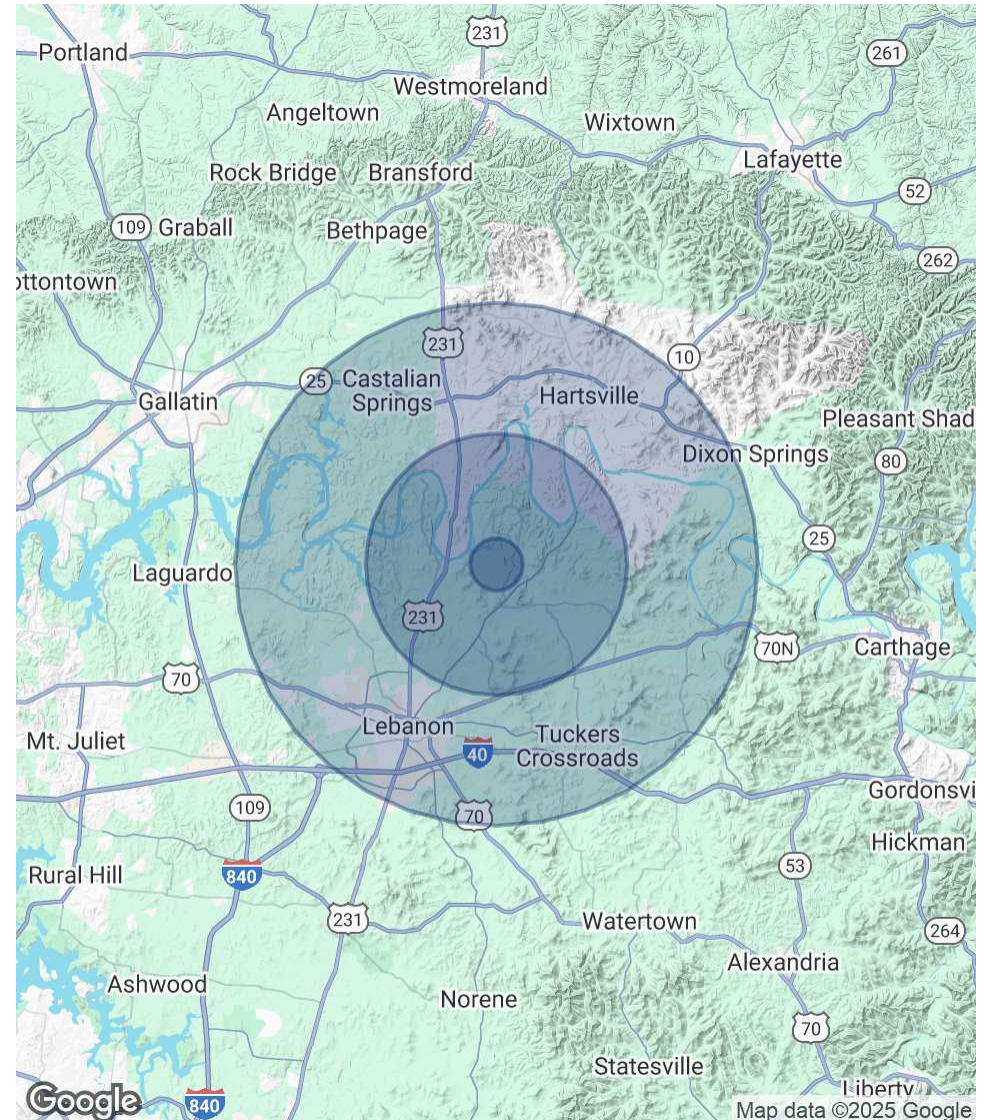 231
261
Portland
Westmoreland
Angeltown
Wixtown
Lafayette
Rock Bridge
Bransford
52
109
Graball
Bethpage
262
ottontown
231
10
25
Castalian
Springs
Hartsville
Gallatin
Pleasant Shad
Dixon Springs
80
25
Laguardo
231
70N
Carthage
70
Lebanon
Mt. Juliet
40
Tuckers
Crossroads
Gordonsvi
109
70
Hickman
53
Rural Hill
840
231
Watertown
264
Alexandria
Ashwood
Norene
70
Statesville
Liberty
Google
840
Map data ©2025 Google